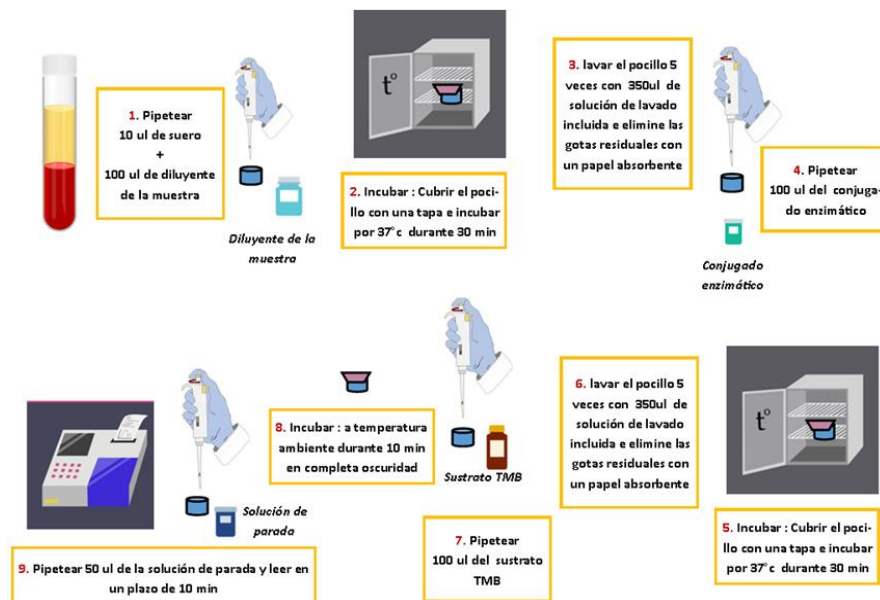 1. Pipetear
10 ul de suero
+
100 ul de diluyente
de la muestra
Diluyente de la
muestra
t°
2. Incubar : Cubrir el poci-
llo con una tapa e incubar
por 37°c durante 30 min
3. lavar el pocillo 5
veces con 350ul de
solución de lavado
incluida e elimine las
gotas residuales con
un papel absorbente
4. Pipetear
100 ul del conjuga-
do enzimático
Conjugado
enzimático
t°
5. Incubar : Cubrir el poci-
llo con una tapa e incubar
por 37°c durante 30 min
6. lavar el pocillo 5
veces con 350ul de
solución de lavado
incluida e elimine las
gotas residuales con
un papel absorbente
Sustrato TMB
7. Pipetear
100 ul del sustrato
TMB
8. Incubar : a temperatura
ambiente durante 10 min
en completa oscuridad
Solución de
parada
9. Pipetear 50 ul de la solución de parada y leer en
un plazo de 10 min